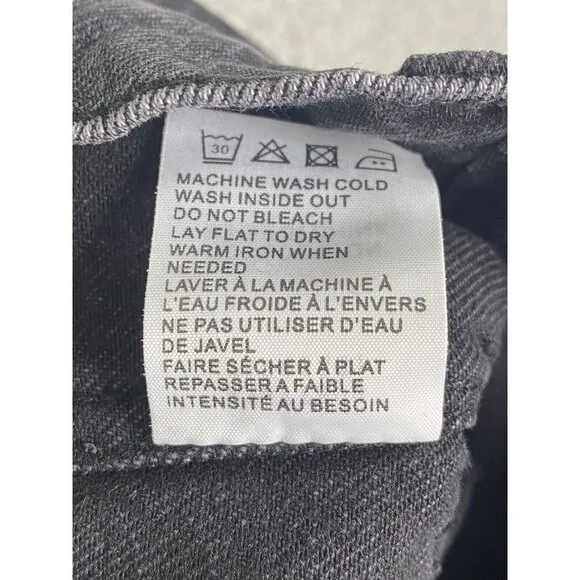 30
MACHINE WASH COLD
WASH INSIDE OUT
DO NOT BLEACH
LAY FLAT TO DRY
WARM IRON WHEN
NEEDED
LAVER À LA MACHINE À
L'EAU FROIDE À L'ENVERS
NE PAS UTILISER D'EAU
DE JAVEL
FAIRE SÉCHER À PLAT
REPASSER A FAIBLE
INTENSITÉ AU BESOIN